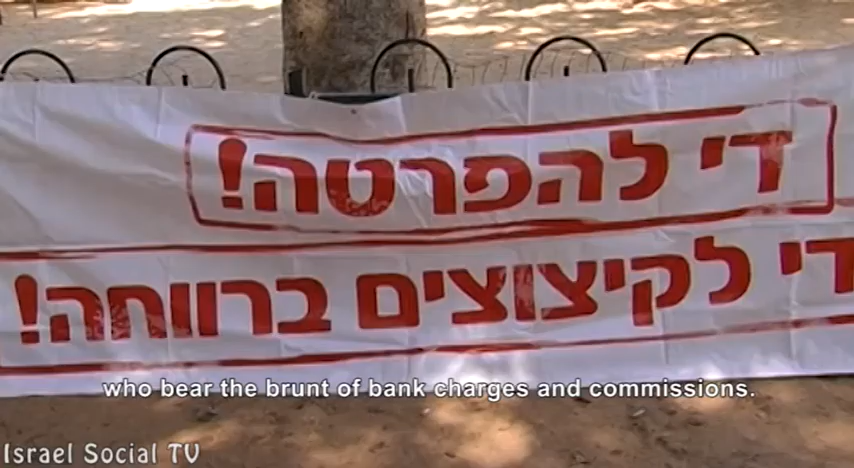 די להפרטה!
די לקיצוצים ברווחה!
who bear the brunt of bank charges and commissions.
Israel Social TV